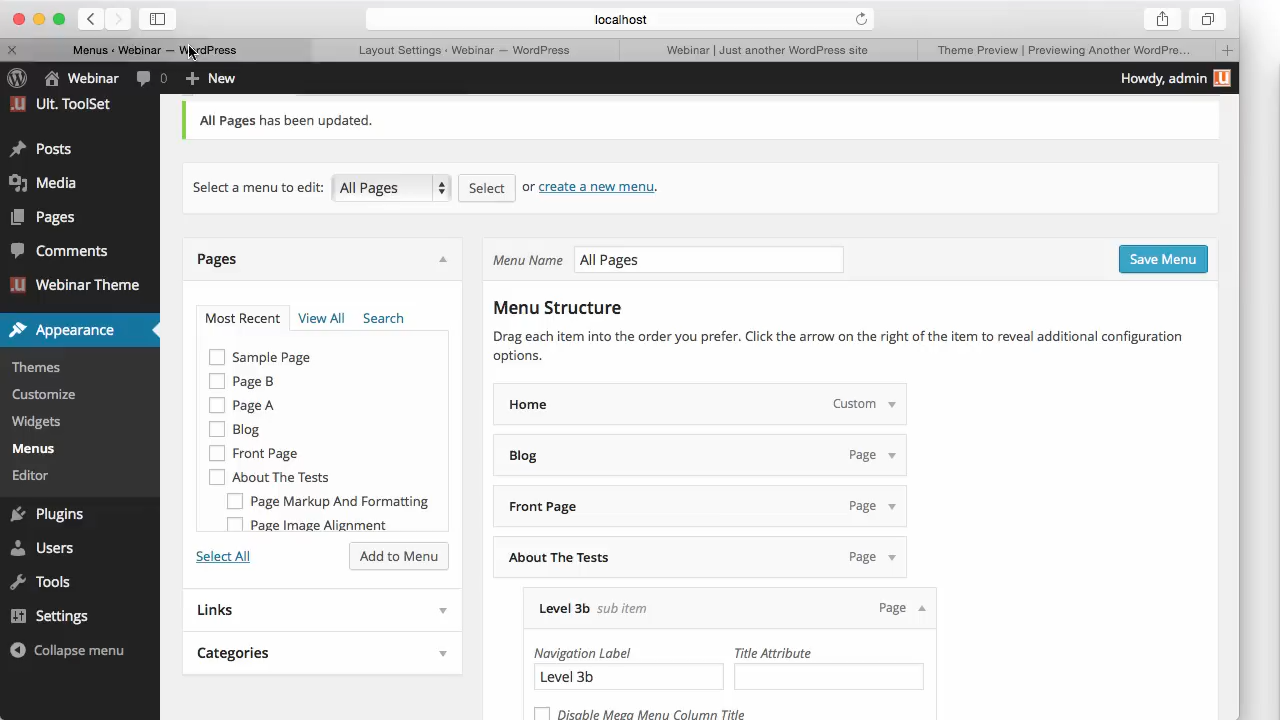 localhost
Menus ‹ Webinar — WordPress
Layout Settings ‹ Webinar — WordPress
Webinar | Just another WordPress site
Theme Preview | Previewing Another WordPre...
Webinar
0
New
Howdy, admin
Ult. ToolSet
Posts
Media
Pages
Comments
Webinar Theme
Appearance
Themes
Customize
Widgets
Menus
Editor
Plugins
Users
Tools
Settings
Collapse menu
All Pages has been updated.
Select a menu to edit: All Pages Select or create a new menu.
Pages
Most Recent View All Search
Sample Page
Page B
Page A
Blog
Front Page
About The Tests
Page Markup And Formatting
Page Image Alignment
Select All Add to Menu
Links
Categories
Menu Name All Pages Save Menu
Menu Structure
Drag each item into the order you prefer. Click the arrow on the right of the item to reveal additional configuration
options.
Home Custom
Blog Page
Front Page Page
About The Tests Page
Level 3b sub item Page
Navigation Label Title Attribute
Level 3b
Disable Mega Menu Column Title